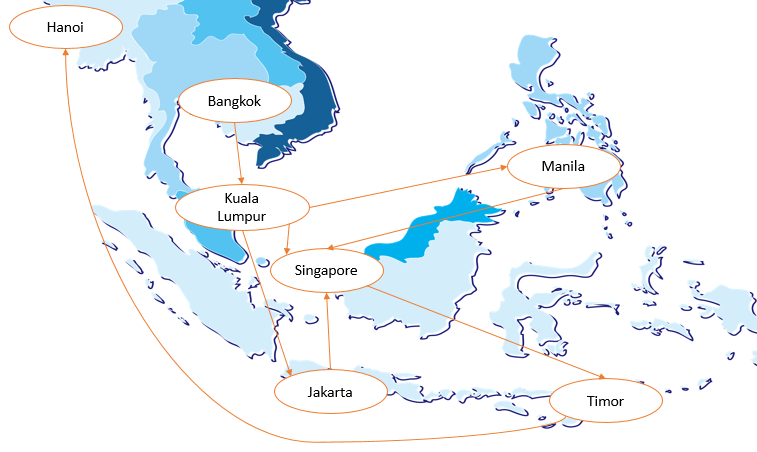 Hanoi
Bangkok
Manila
Kuala
Lumpur
Singapore
Jakarta
Timor